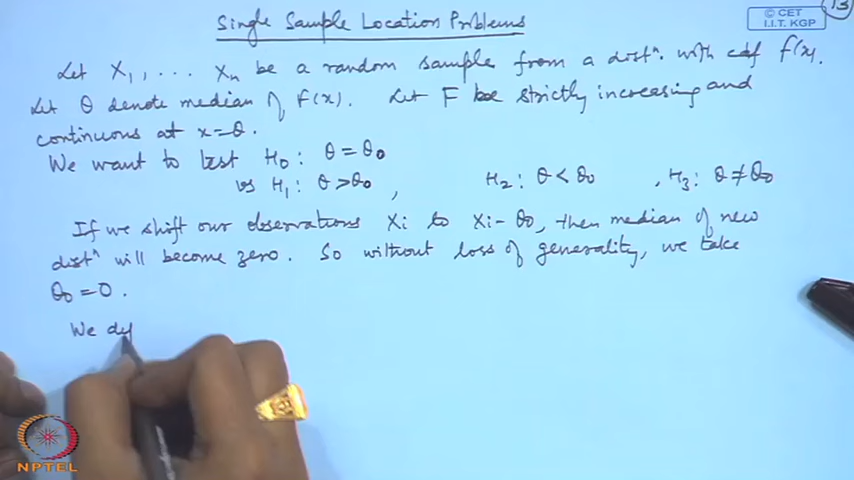 Single Sample Location Problems
© CET
I.I.T. KGP
13
Let X₁, ... Xₙ be a random sample from a distⁿ. with cdf F(x).
Let θ denote median of F(x). Let F be strictly increasing and
continuous at x=θ.
We want to test H₀: θ = θ₀
vs H₁: θ > θ₀ , H₂: θ < θ₀ , H₃: θ ≠ θ₀
If we shift our observations Xi to Xi - θ₀, then median of new
distⁿ will become zero. So without loss of generality, we take
θ₀ = 0.
We def
NPTEL